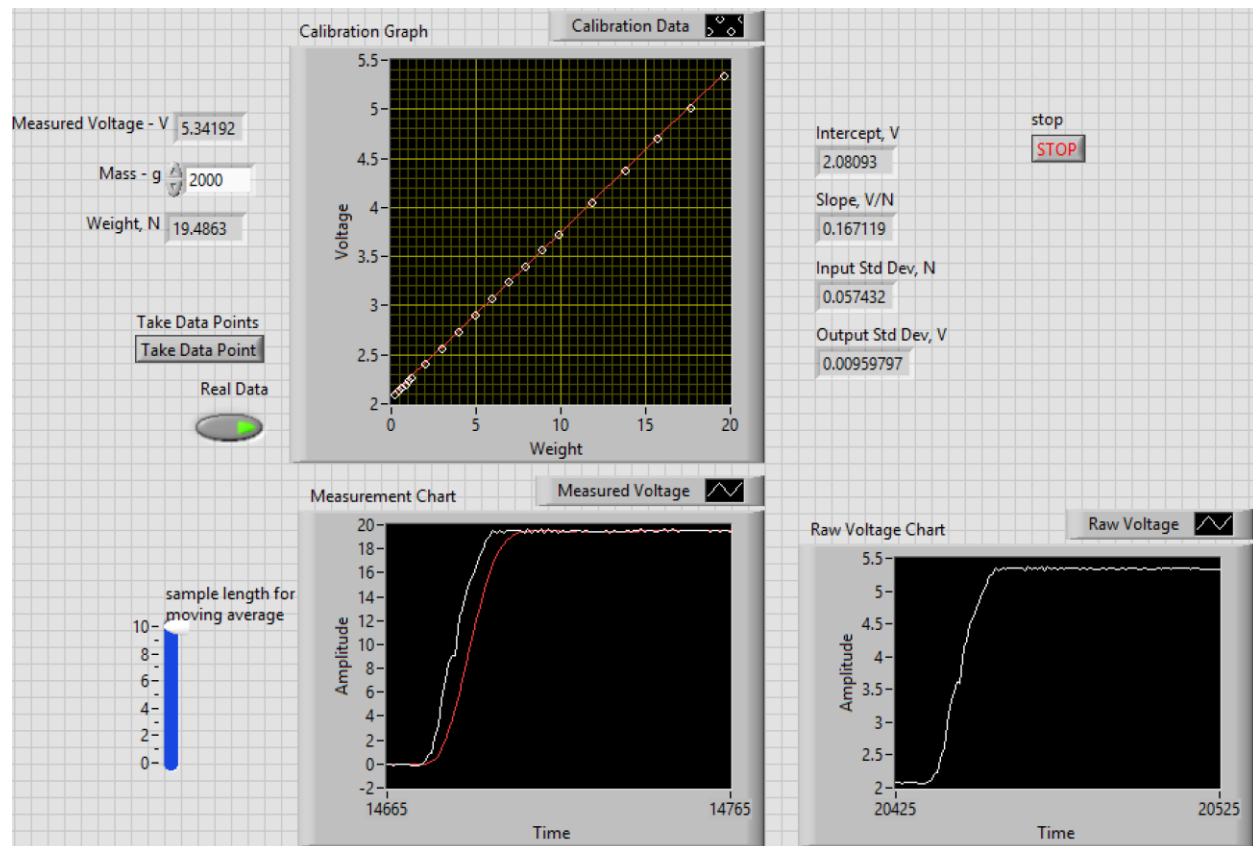 Calibration Graph
Calibration Data
5.5
5
4.5
4
3.5
3
2.5
2
Voltage
0 5 10 15 20
Weight
Measured Voltage - V 5.34192
Mass - g 2000
Weight, N 19.4863
Take Data Points
Take Data Point
Real Data
Intercept, V
2.08093
Slope, V/N
0.167119
Input Std Dev, N
0.057432
Output Std Dev, V
0.00959797
stop
STOP
sample length for
moving average
10
8
6
4
2
0
Measurement Chart
Measured Voltage
20
18
16
14
12
10
8
6
4
2
0
-2
Amplitude
14665 14765
Time
Raw Voltage Chart
Raw Voltage
5.5
5
4.5
4
3.5
3
2.5
2
Amplitude
20425 20525
Time